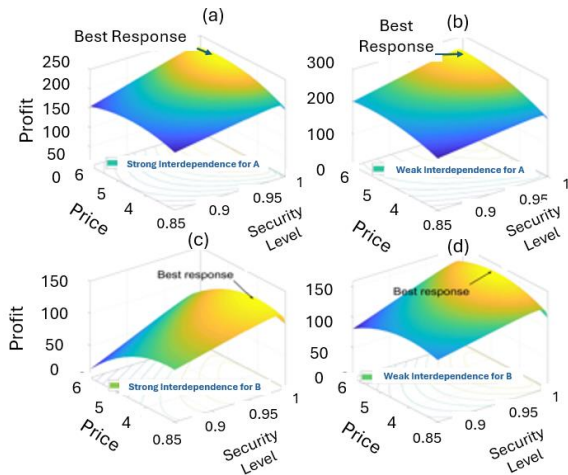 (a)
Best Response
250
200
150
100
50
0
Profit
6
5
4
Price
0.85
0.9
0.95
1
Security
Level
Strong Interdependence for A
(b)
Best
Response
300
200
100
0
6
5
4
Price
0.85
0.9
0.95
1
Security
Level
Weak Interdependence for A
(c)
Best response
150
100
50
0
Profit
6
5
4
Price
0.85
0.9
0.95
1
Security
Level
Strong Interdependence for B
(d)
Best response
150
100
50
0
6
5
4
Price
0.85
0.9
0.95
1
Security
Level
Weak Interdependence for B